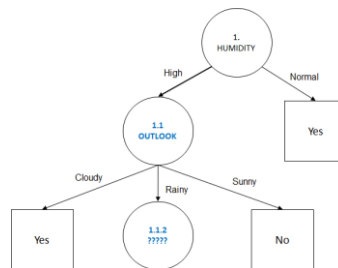 1.
HUMIDITY
High
Normal
1.1
OUTLOOK
Yes
Cloudy
Rainy
Sunny
Yes
1.1.2
?????
No